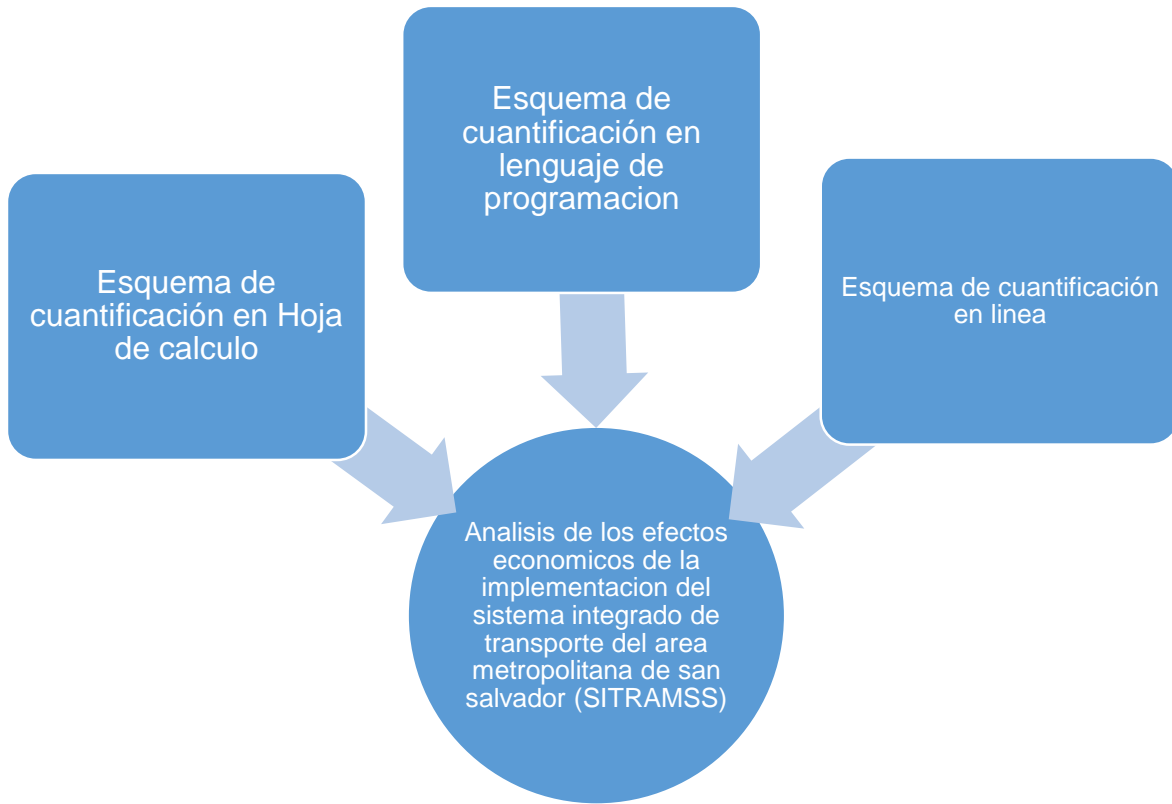 Esquema de
cuantificación en Hoja
de calculo
Esquema de
cuantificación en
lenguaje de
programacion
Esquema de cuantificación
en linea
Analisis de los efectos
economicos de la
implementacion del
sistema integrado de
transporte del area
metropolitana de san
salvador (SITRAMSS)